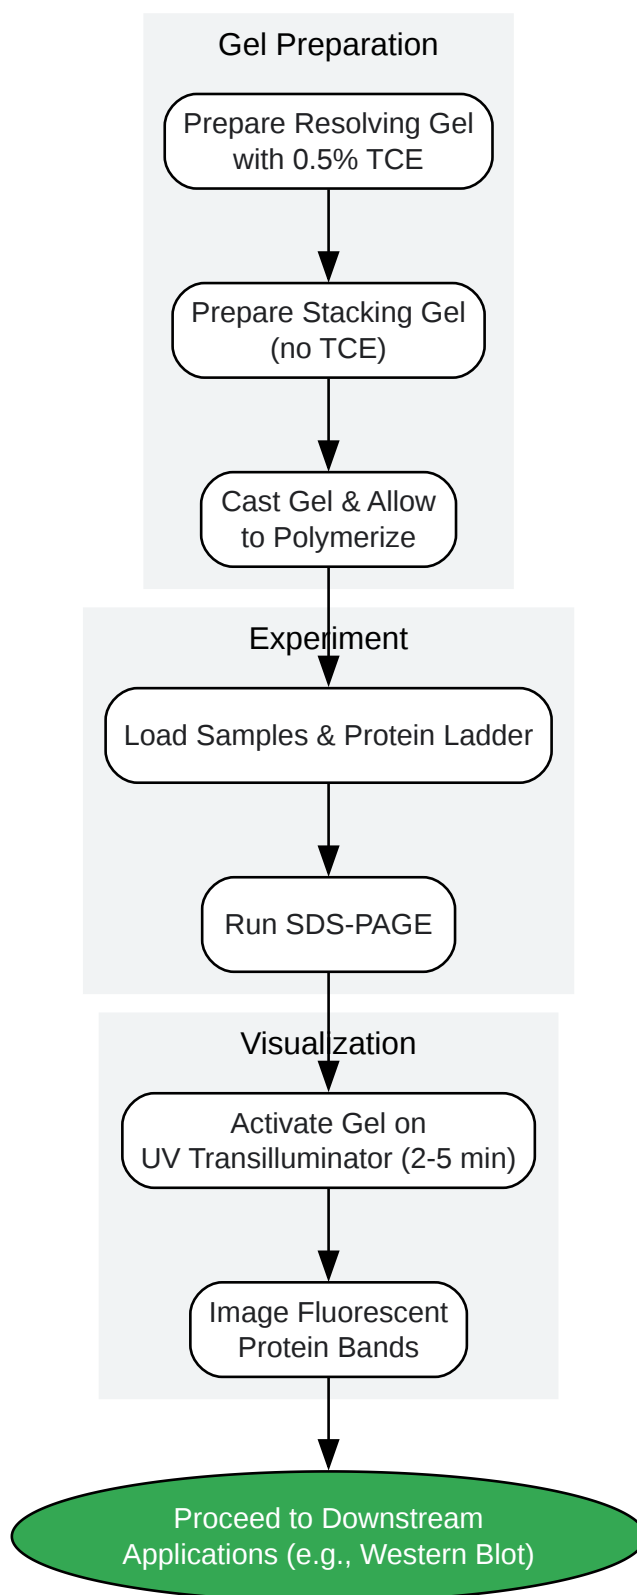 Gel Preparation
Prepare Resolving Gel
with 0.5% TCE
Prepare Stacking Gel
(no TCE)
Cast Gel & Allow
to Polymerize
Experiment
Load Samples & Protein Ladder
Run SDS-PAGE
Visualization
Activate Gel on
UV Transilluminator (2-5 min)
Image Fluorescent
Protein Bands
Proceed to Downstream
Applications (e.g., Western Blot)